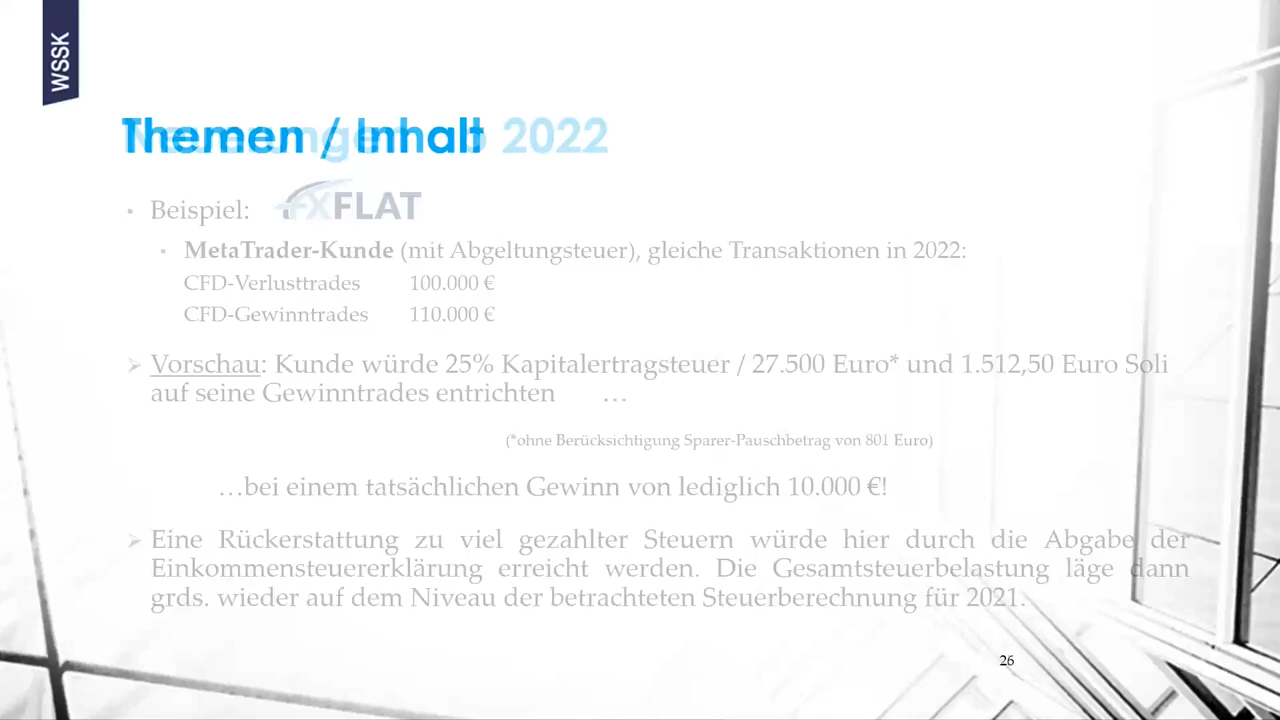 WSSK
Themen / Inhalt
2022
Beispiel: FXFLAT
MetaTrader-Kunde (mit Abgeltungsteuer), gleiche Transaktionen in 2022:
CFD-Verlusttrades 100.000 €
CFD-Gewinntrades 110.000 €
Vorschau: Kunde würde 25% Kapitalertragsteuer / 27.500 Euro* und 1.512,50 Euro Soli
auf seine Gewinntrades entrichten …
(*ohne Berücksichtigung Sparer-Pauschbetrag von 801 Euro)
…bei einem tatsächlichen Gewinn von lediglich 10.000 €!
Eine Rückerstattung zu viel gezahlter Steuern würde hier durch die Abgabe der
Einkommensteuererklärung erreicht werden. Die Gesamtsteuerbelastung läge dann
grds. wieder auf dem Niveau der betrachteten Steuerberechnung für 2021.
26